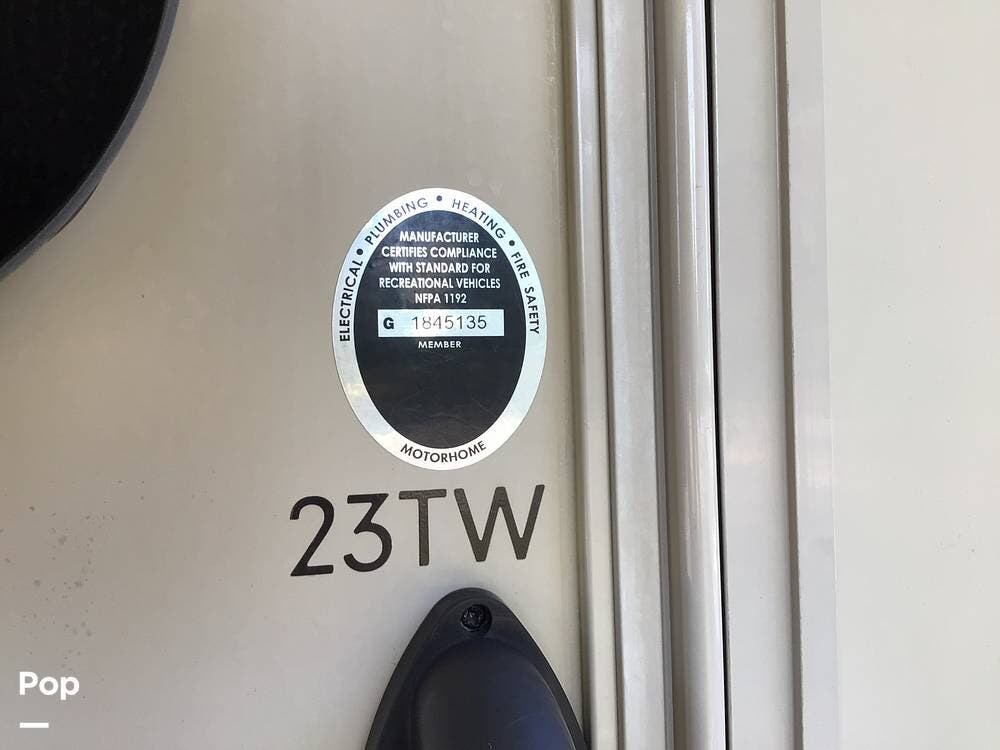 ELECTRICAL • PLUMBING • HEATING • FIRE SAFETY
MANUFACTURER
CERTIFIES COMPLIANCE
WITH STANDARD FOR
RECREATIONAL VEHICLES
NFPA 1192
G 1845135
MEMBER
MOTORHOME
23TW
Pop